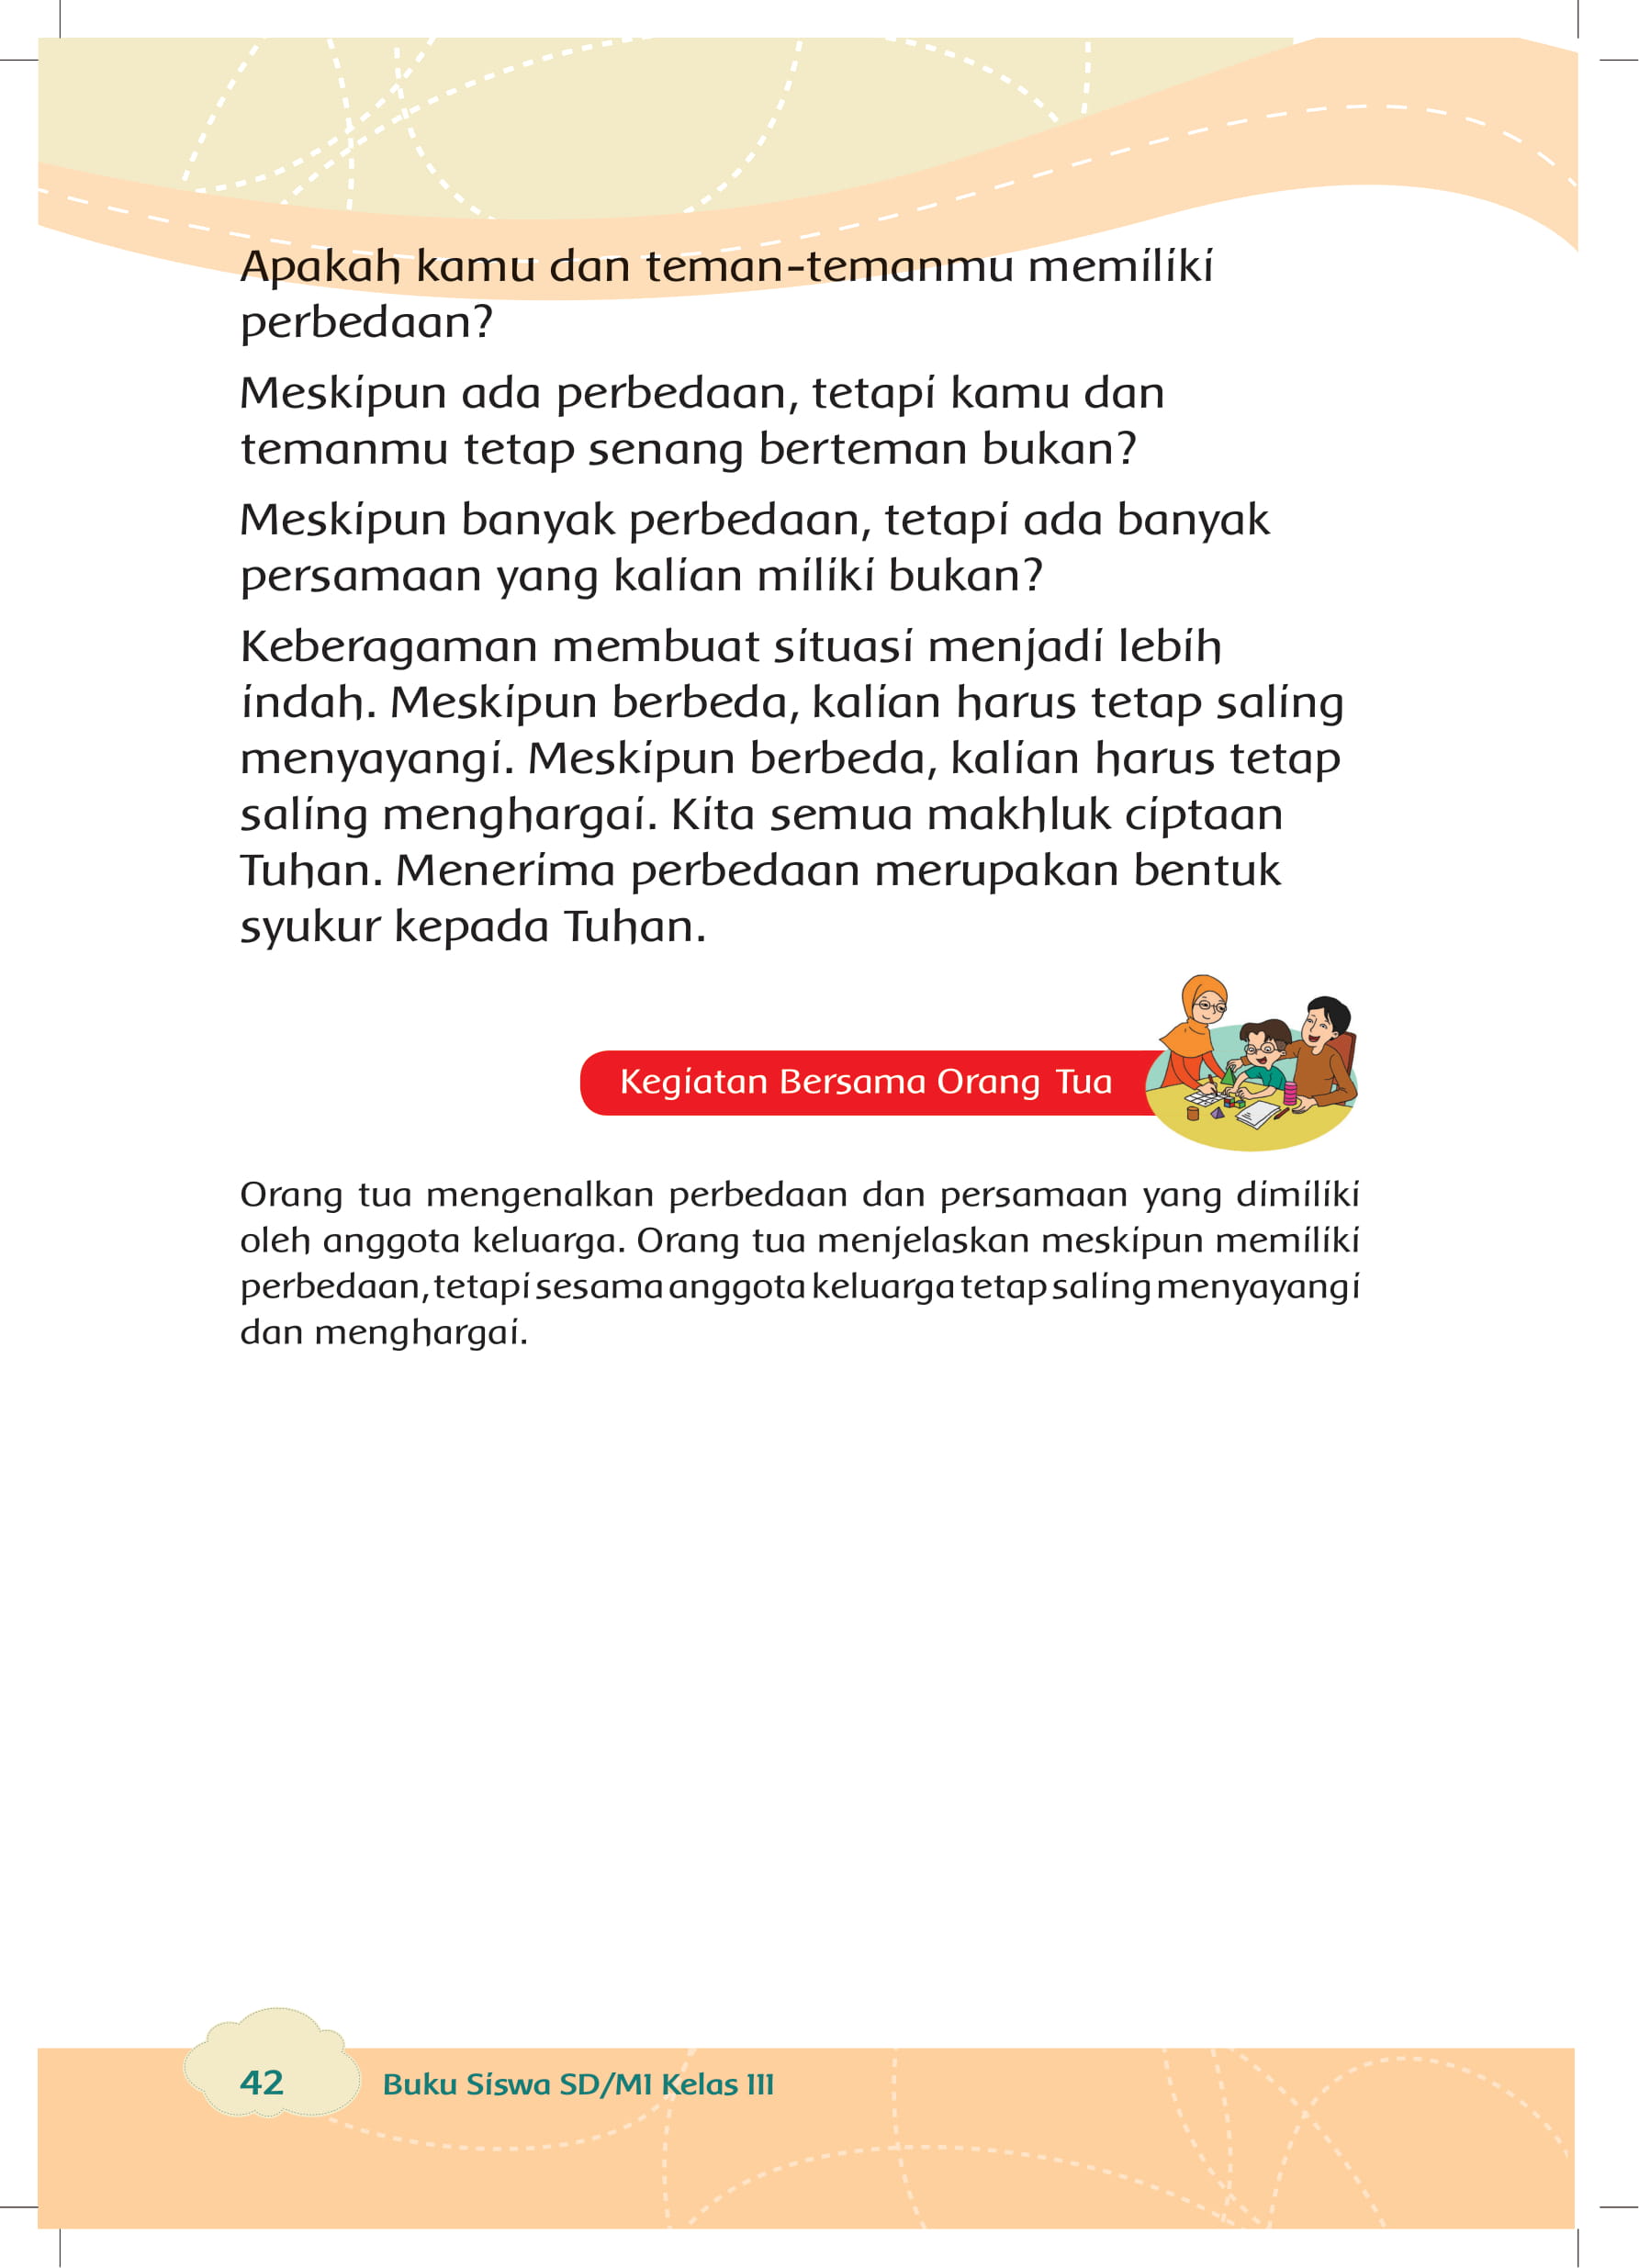 Apakah kamu dan teman-temanmu memiliki
perbedaan?
Meskipun ada perbedaan, tetapi kamu dan
temanmu tetap senang berteman bukan?
Meskipun banyak perbedaan, tetapi ada banyak
persamaan yang kalian miliki bukan?
Keberagaman membuat situasi menjadi lebih
indah. Meskipun berbeda, kalian harus tetap saling
menyayangi. Meskipun berbeda, kalian harus tetap
saling menghargai. Kita semua makhluk ciptaan
Tuhan. Menerima perbedaan merupakan bentuk
syukur kepada Tuhan.
Kegiatan Bersama Orang Tua
Orang tua mengenalkan perbedaan dan persamaan yang dimiliki
oleh anggota keluarga. Orang tua menjelaskan meskipun memiliki
perbedaan, tetapi sesama anggota keluarga tetap saling menyayangi
dan menghargai.
42 Buku Siswa SD/MI Kelas III